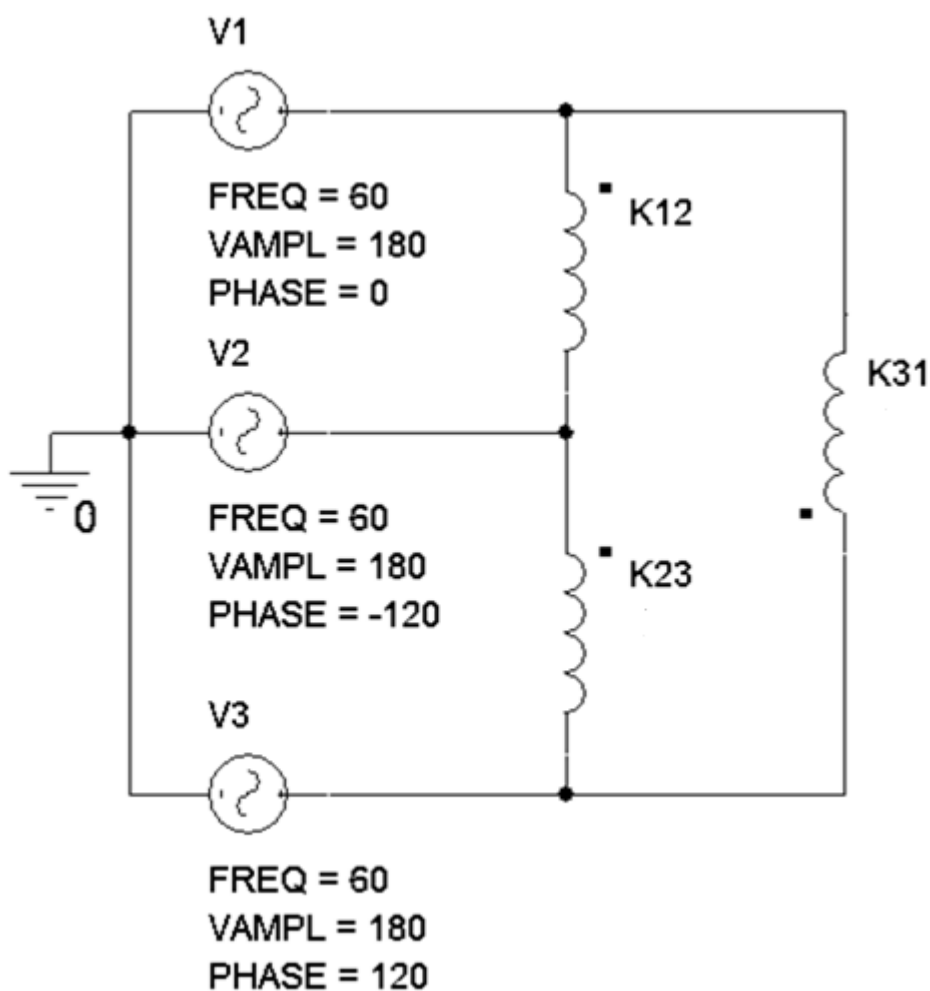 V1
FREQ = 60
VAMPL = 180
PHASE = 0
K12
V2
K31
0
FREQ = 60
VAMPL = 180
PHASE = -120
K23
V3
FREQ = 60
VAMPL = 180
PHASE = 120